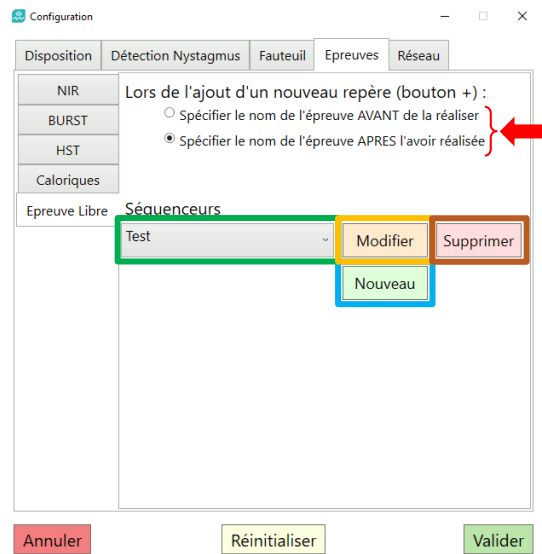 Configuration
Disposition Détection Nystagmus Fauteuil Epreuves Réseau
NIR
BURST
HST
Caloriques
Epreuve Libre
Lors de l'ajout d'un nouveau repère (bouton +) :
Spécifier le nom de l'épreuve AVANT de la réaliser
Spécifier le nom de l'épreuve APRES l'avoir réalisée
Séquenceurs
Test Modifier Supprimer
Nouveau
Annuler Réinitialiser Valider